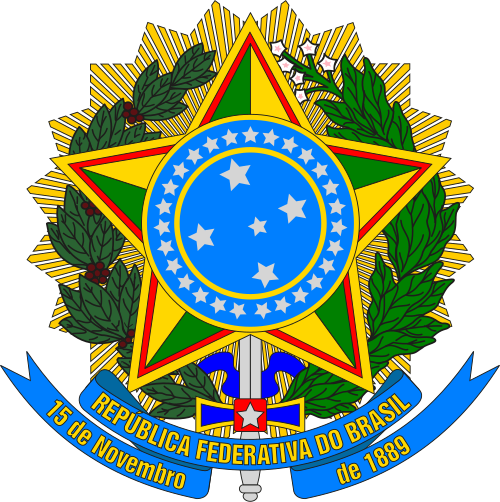 REPÚBLICA FEDERATIVA DO BRASIL
15 de Novembro de 1889